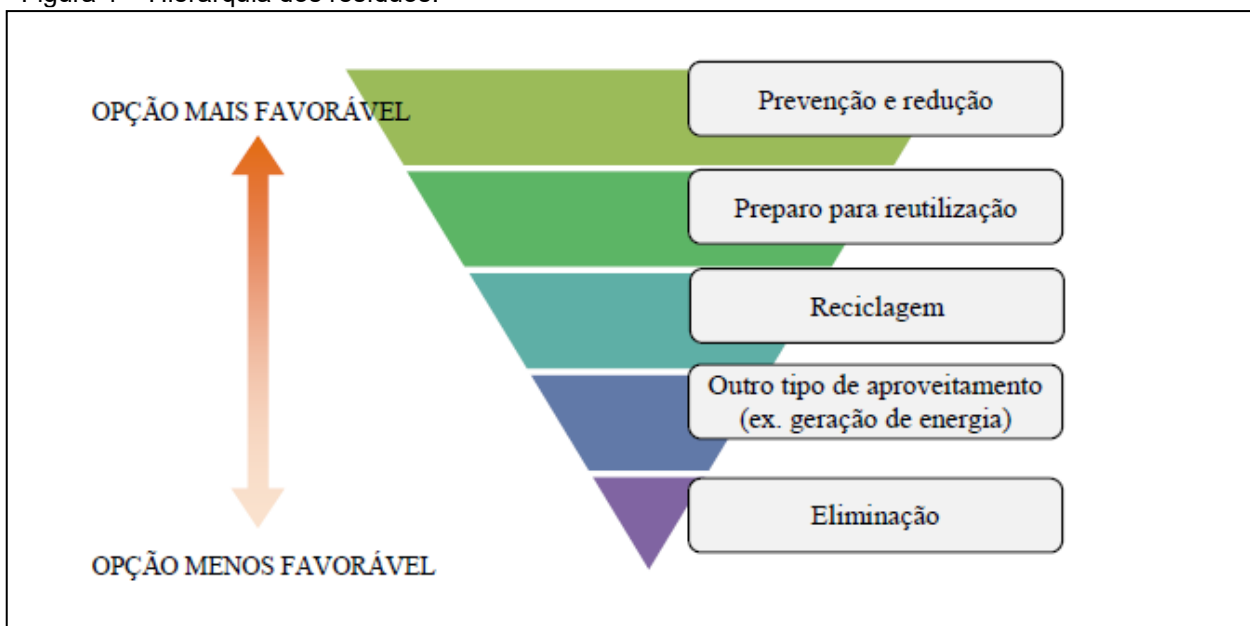 OPÇÃO MAIS FAVORÁVEL
Prevenção e redução
Preparo para reutilização
Reciclagem
Outro tipo de aproveitamento
(ex. geração de energia)
Eliminação
OPÇÃO MENOS FAVORÁVEL